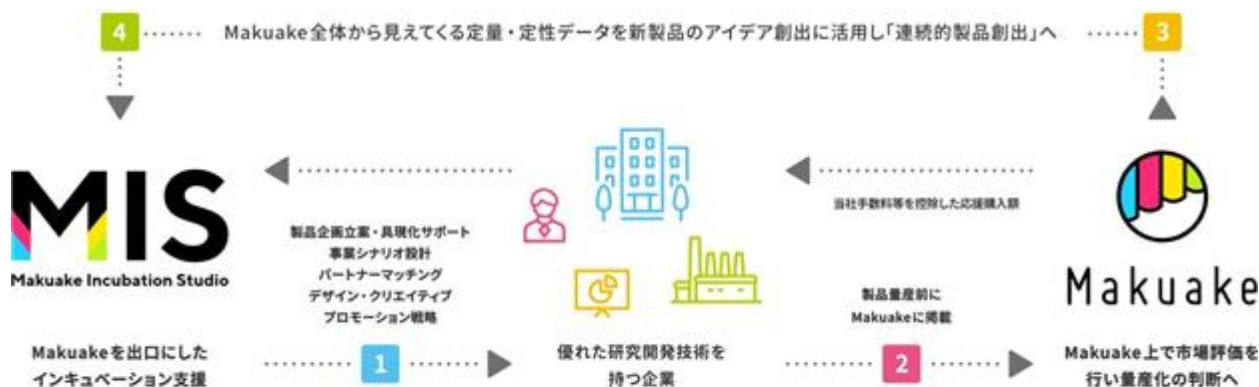 4
Makuake全体から見えてくる定量・定性データを新製品のアイデア創出に活用し「連続的製品創出」へ
3
MIS
Makuake Incubation Studio
Makuakeを出口にした
インキュベーション支援
製品企画立案・具現化サポート
事業シナリオ設計
パートナーマッチング
デザイン・クリエイティブ
プロモーション戦略
1
優れた研究開発技術を
持つ企業
当社手数料等を控除した応援購入額
製品量産前に
Makuakeに掲載
2
Makuake
Makuake上で市場評価を
行い量産化の判断へ